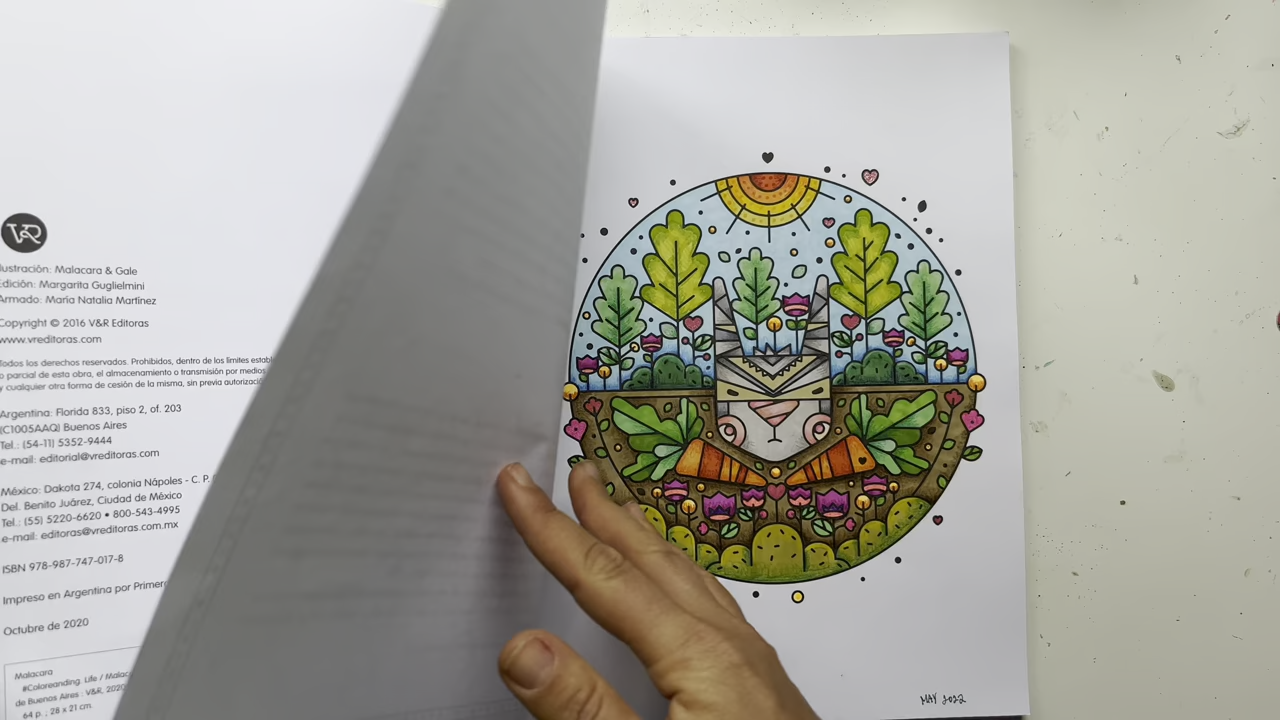 V&R
lustración: Malacara & Gale
Edición: Margarita Guglielmini
Armado: María Natalia Martínez
Copyright © 2016 V&R Editoras
www.vreditoras.com
Todos los derechos reservados. Prohibidos, dentro de los límites establ
o parcial de esta obra, el almacenamiento o transmisión por medios
y cualquier otra forma de cesión de la misma, sin previa autorizació
Argentina: Florida 833, piso 2, of. 203
(C1005AAQ) Buenos Aires
Tel.: (54-11) 5352-9444
e-mail: editorial@vreditoras.com
México: Dakota 274, colonia Nápoles - C. P.
Del. Benito Juárez, Ciudad de México
Tel.: (55) 5220-6620 • 800-543-4995
e-mail: editoras@vreditoras.com.mx
ISBN 978-987-747-017-8
Impreso en Argentina por Primer
Octubre de 2020
Malacara
#Coloreanding. Life / Malac
de Buenos Aires : V&R, 2020
64 p. ; 28 x 21 cm.
MAY 2022